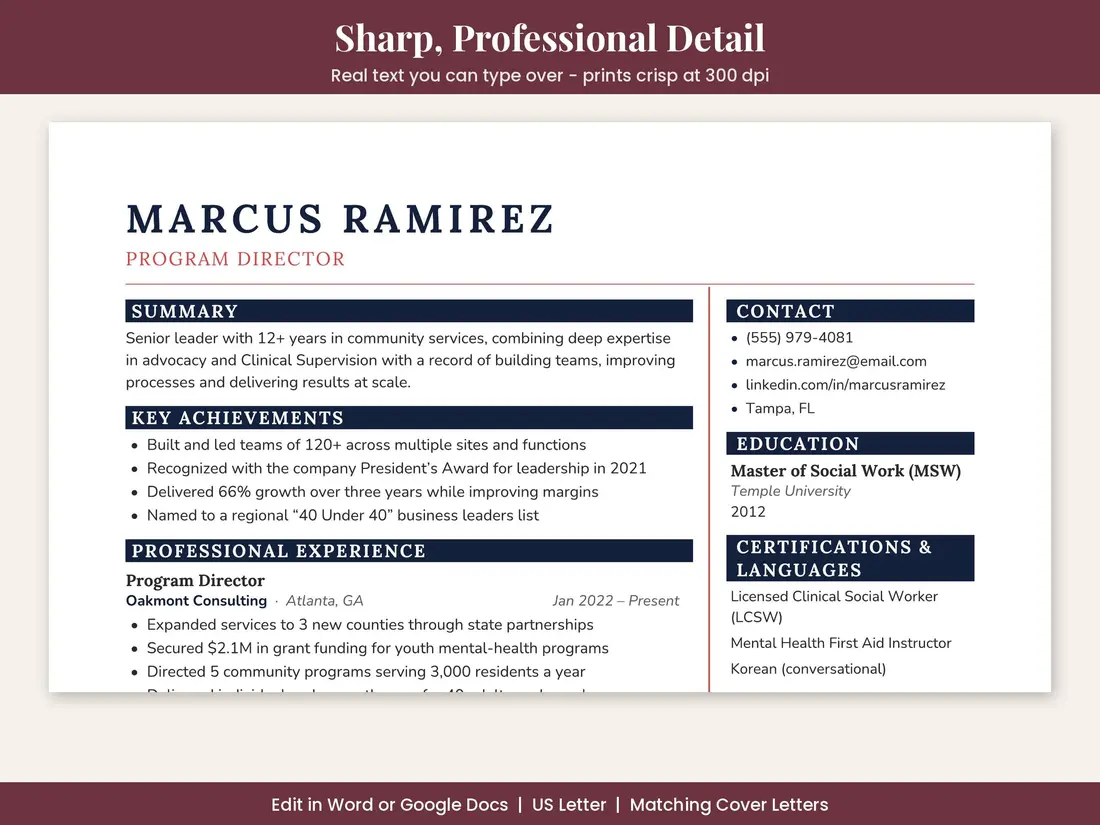 Sharp, Professional Detail
Real text you can type over - prints crisp at 300 dpi
MARCUS RAMIREZ
PROGRAM DIRECTOR
SUMMARY
Senior leader with 12+ years in community services, combining deep expertise
in advocacy and Clinical Supervision with a record of building teams, improving
processes and delivering results at scale.
KEY ACHIEVEMENTS
• Built and led teams of 120+ across multiple sites and functions
• Recognized with the company President’s Award for leadership in 2021
• Delivered 66% growth over three years while improving margins
• Named to a regional “40 Under 40” business leaders list
PROFESSIONAL EXPERIENCE
Program Director
Oakmont Consulting · Atlanta, GA Jan 2022 – Present
• Expanded services to 3 new counties through state partnerships
• Secured $2.1M in grant funding for youth mental-health programs
• Directed 5 community programs serving 3,000 residents a year
CONTACT
• (555) 979-4081
• marcus.ramirez@email.com
• linkedin.com/in/marcusramirez
• Tampa, FL
EDUCATION
Master of Social Work (MSW)
Temple University
2012
CERTIFICATIONS &
LANGUAGES
Licensed Clinical Social Worker
(LCSW)
Mental Health First Aid Instructor
Korean (conversational)
Edit in Word or Google Docs | US Letter | Matching Cover Letters